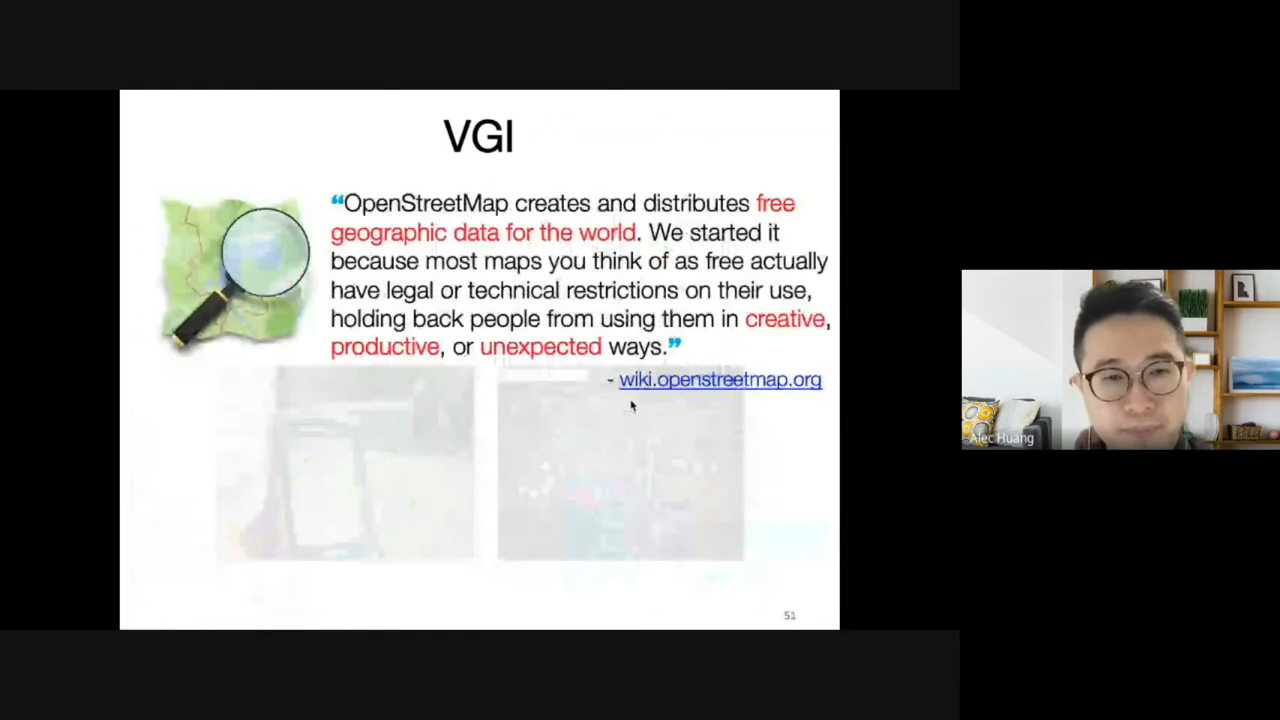 VGI
“OpenStreetMap creates and distributes free
geographic data for the world. We started it
because most maps you think of as free actually
have legal or technical restrictions on their use,
holding back people from using them in creative,
productive, or unexpected ways.”
- wiki.openstreetmap.org
51
Alec Huang